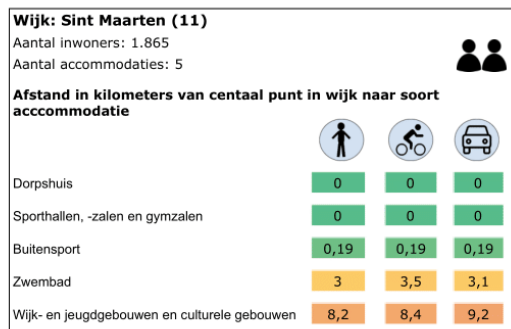 Wijk: Sint Maarten (11)
Aantal inwoners: 1.865
Aantal accommodaties: 5
Afstand in kilometers van centaal punt in wijk naar soort
acccommodatie
Dorpshuis 0 0 0
Sporthallen, -zalen en gymzalen 0 0 0
Buitensport 0,19 0,19 0,19
Zwembad 3 3,5 3,1
Wijk- en jeugdgebouwen en culturele gebouwen 8,2 8,4 9,2